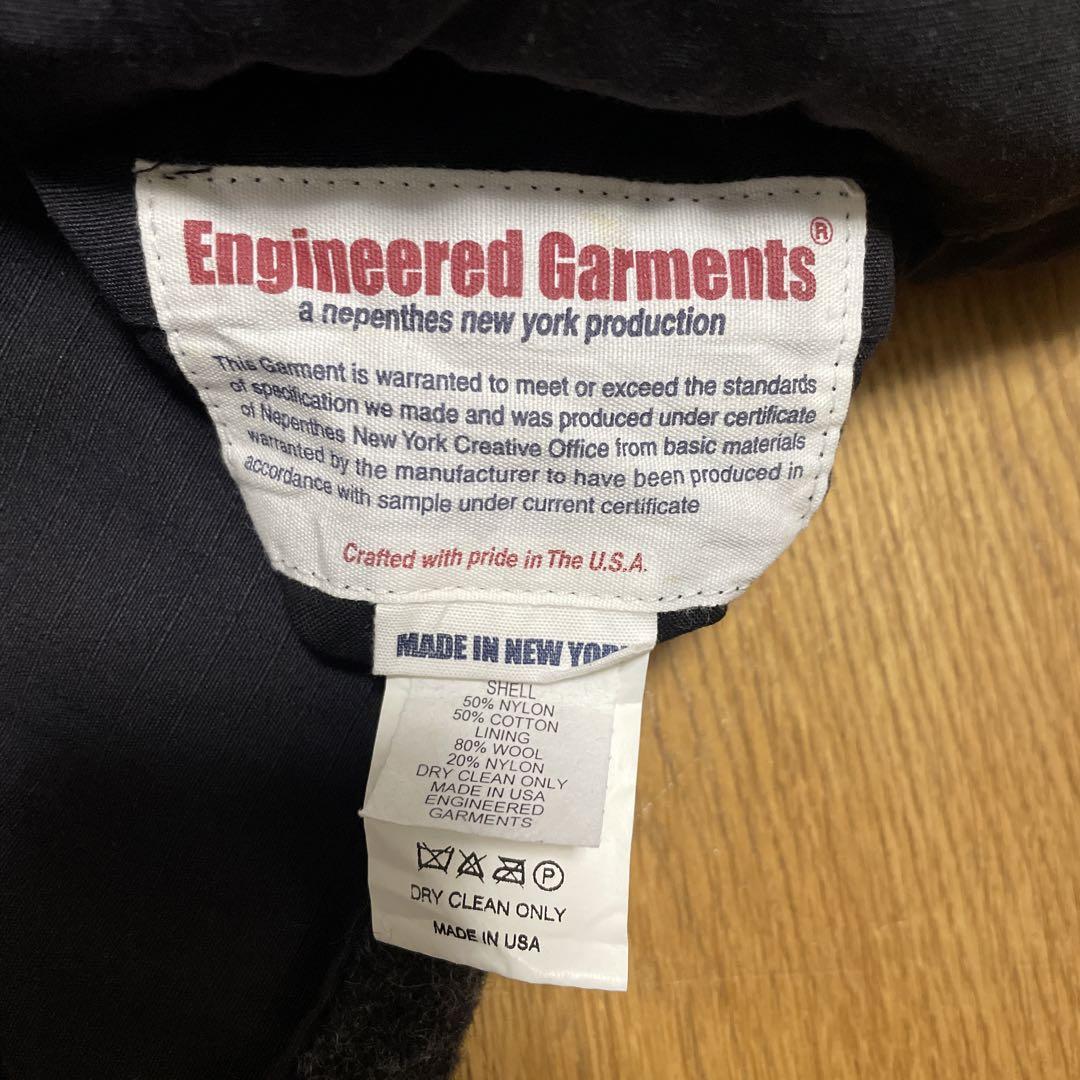 Engineered Garments®
a nepenthes new york production
This Garment is warranted to meet or exceed the standards
of specification we made and was produced under certificate
of Nepenthes New York Creative Office from basic materials
warranted by the manufacturer to have been produced in
accordance with sample under current certificate
Crafted with pride in The U.S.A.
MADE IN NEW YOR
SHELL
50% NYLON
50% COTTON
LINING
80% WOOL
20% NYLON
DRY CLEAN ONLY
MADE IN USA
ENGINEERED
GARMENTS
P
DRY CLEAN ONLY
MADE IN USA